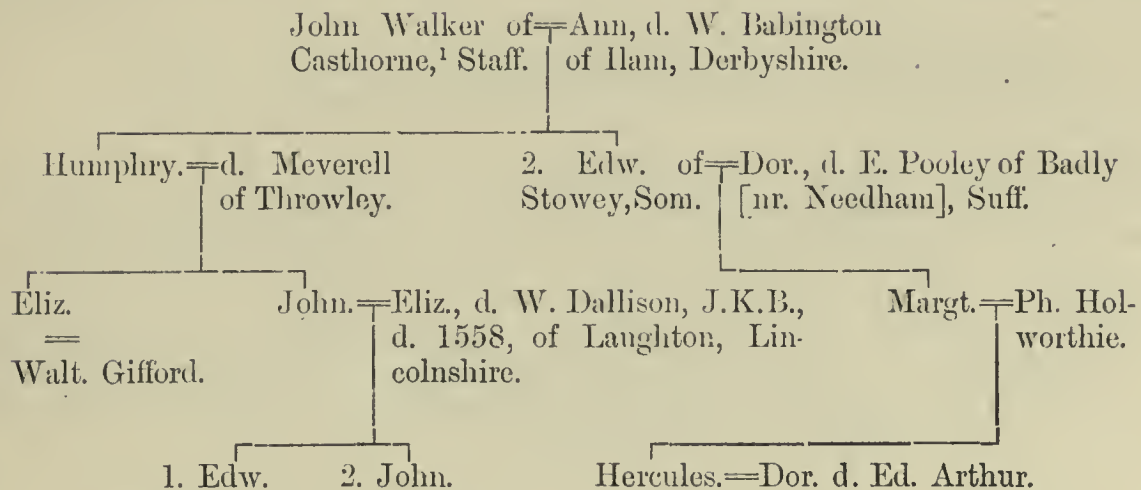 John Walker of Ann, d. W. Babington
Casthorne,¹ Staff. of Ilam, Derbyshire.
Humphry. = d. Meverell
of Throwley.
2. Edw. of = Dor., d. E. Pooley of Badly
Stowey, Som. [nr. Needham], Suff.
Eliz.
=
Walt. Gifford.
John. = Eliz., d. W. Dallison, J.K.B.,
d. 1558, of Laughton, Lin-
colnshire.
Margt. = Ph. Hol-
worthie.
1. Edw. 2. John.
Hercules. = Dor. d. Ed. Arthur.